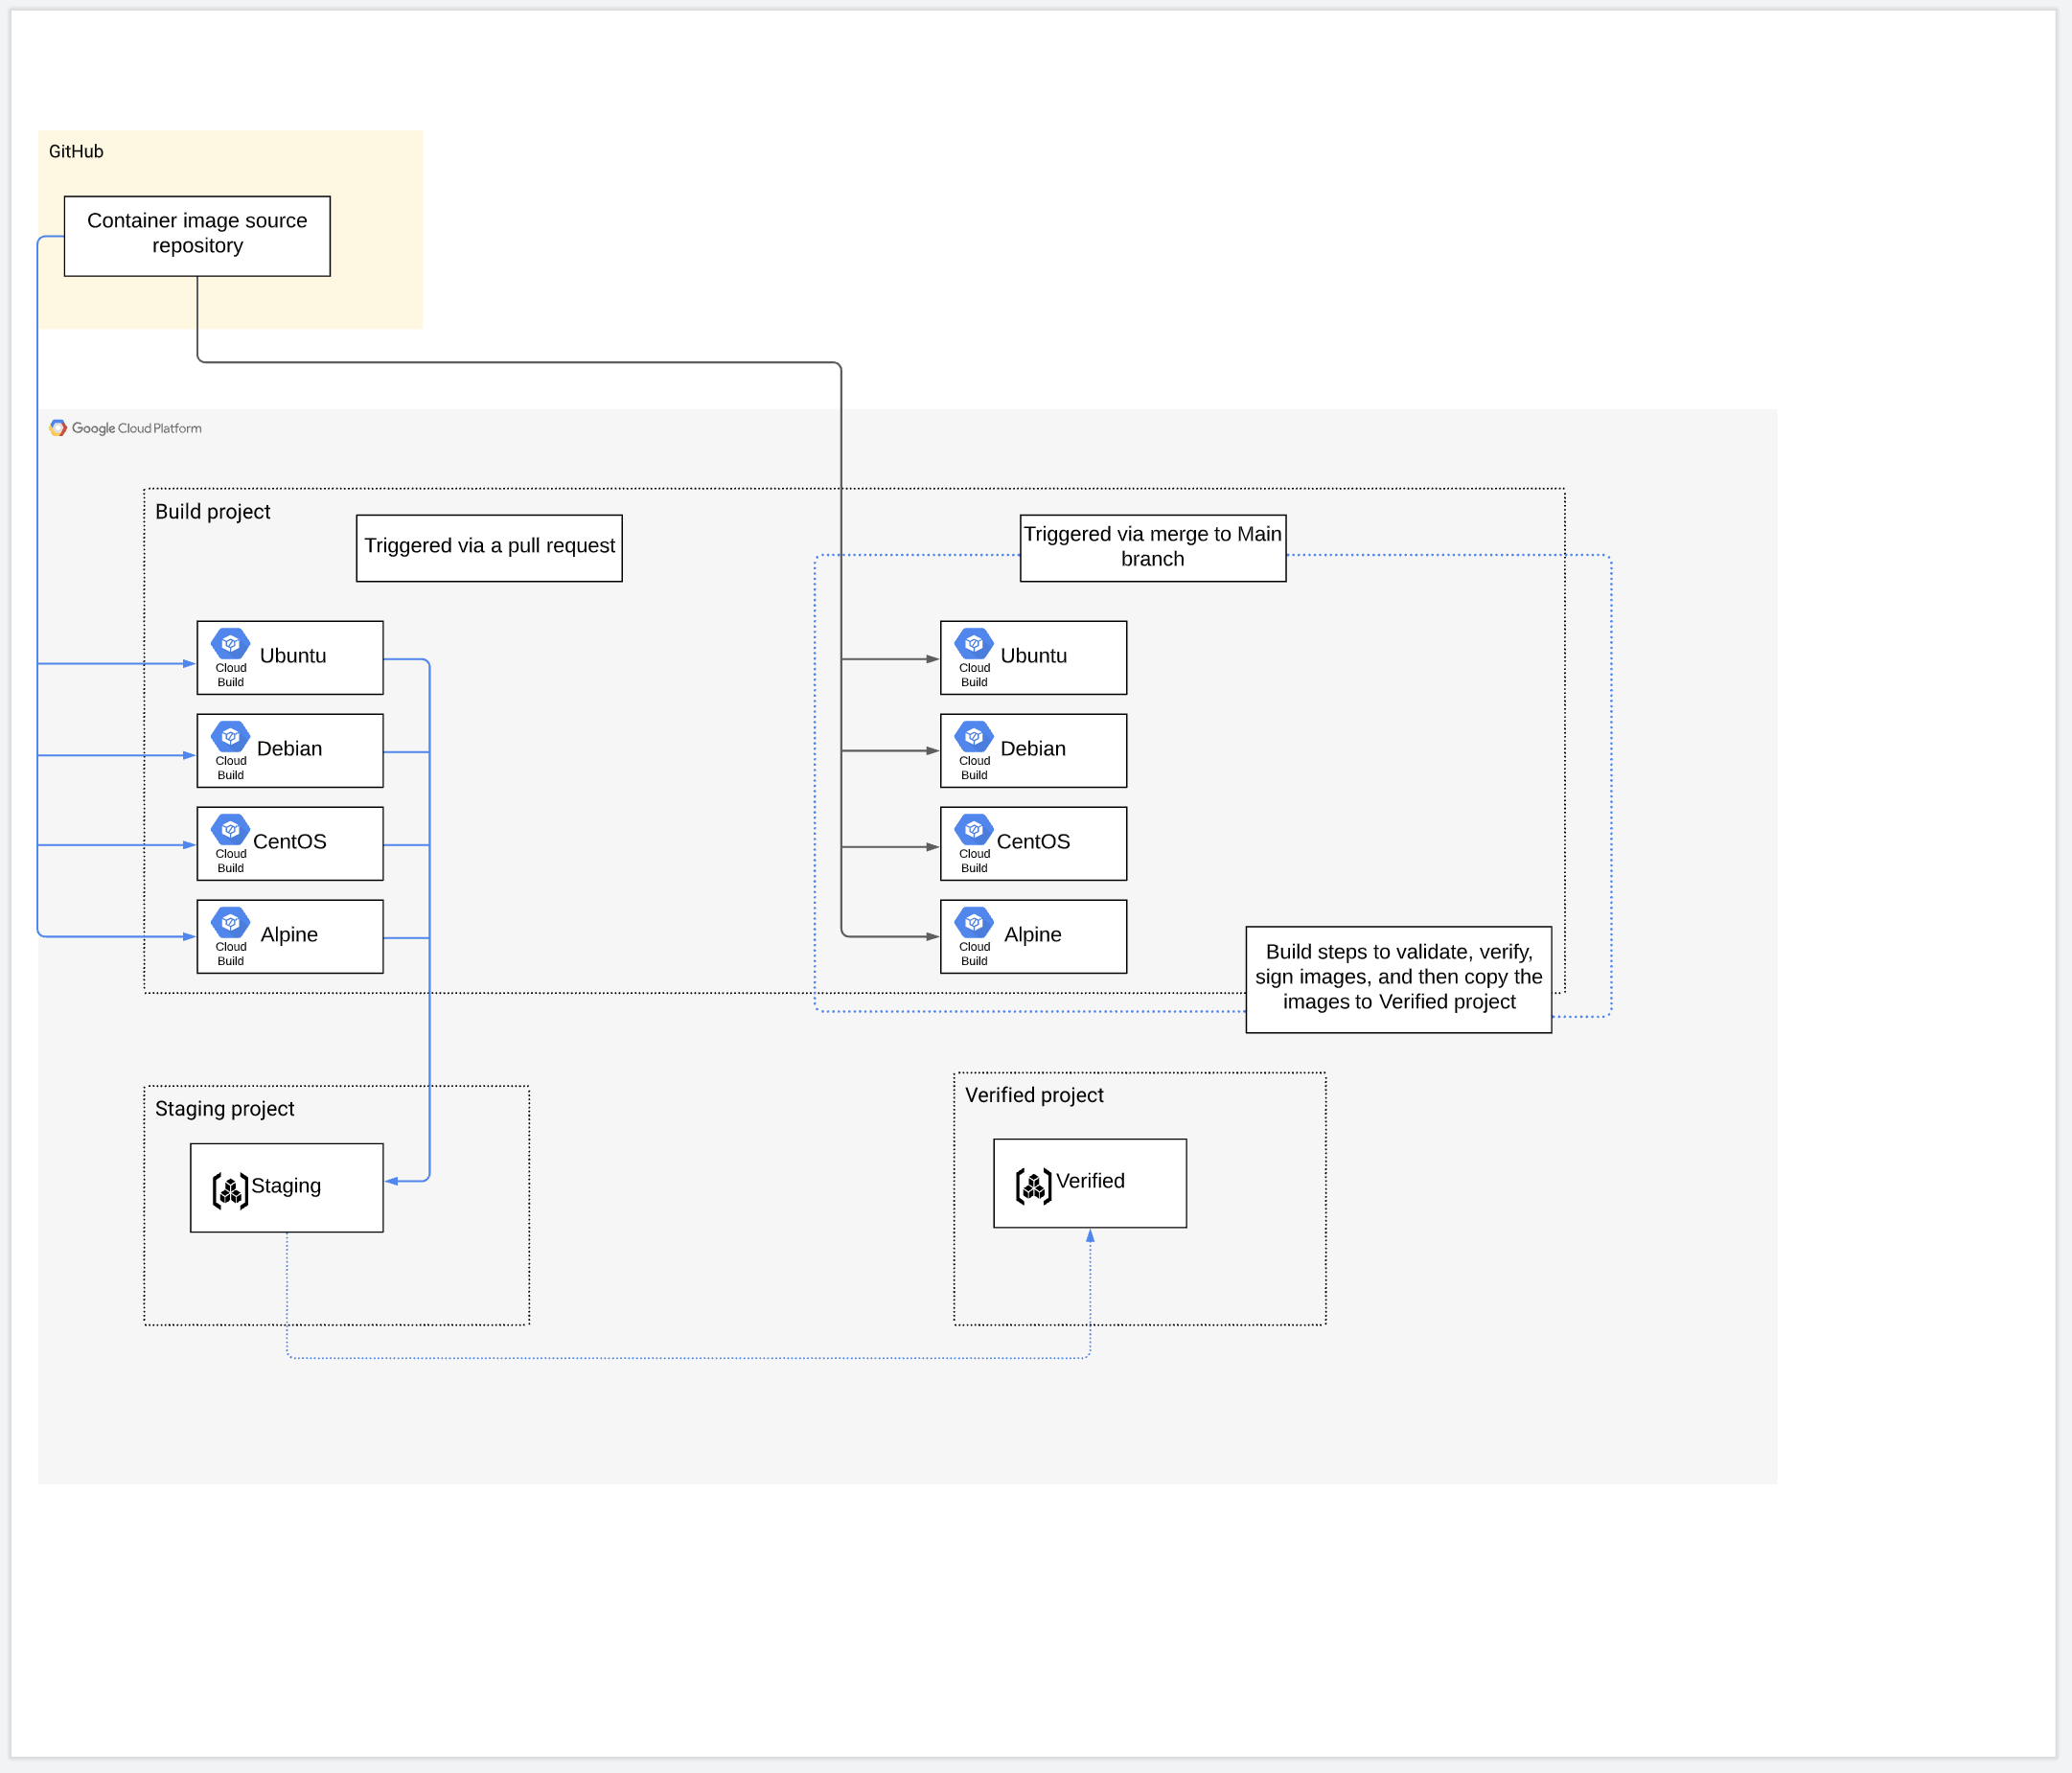 GitHub
Container image source
repository
Google Cloud Platform
Build project
Triggered via a pull request
Triggered via merge to Main
branch
Cloud
Build
Ubuntu
Cloud
Build
Debian
Cloud
Build
CentOS
Cloud
Build
Alpine
Cloud
Build
Ubuntu
Cloud
Build
Debian
Cloud
Build
CentOS
Cloud
Build
Alpine
Build steps to validate, verify,
sign images, and then copy the
images to Verified project
Staging project
Staging
Verified project
Verified